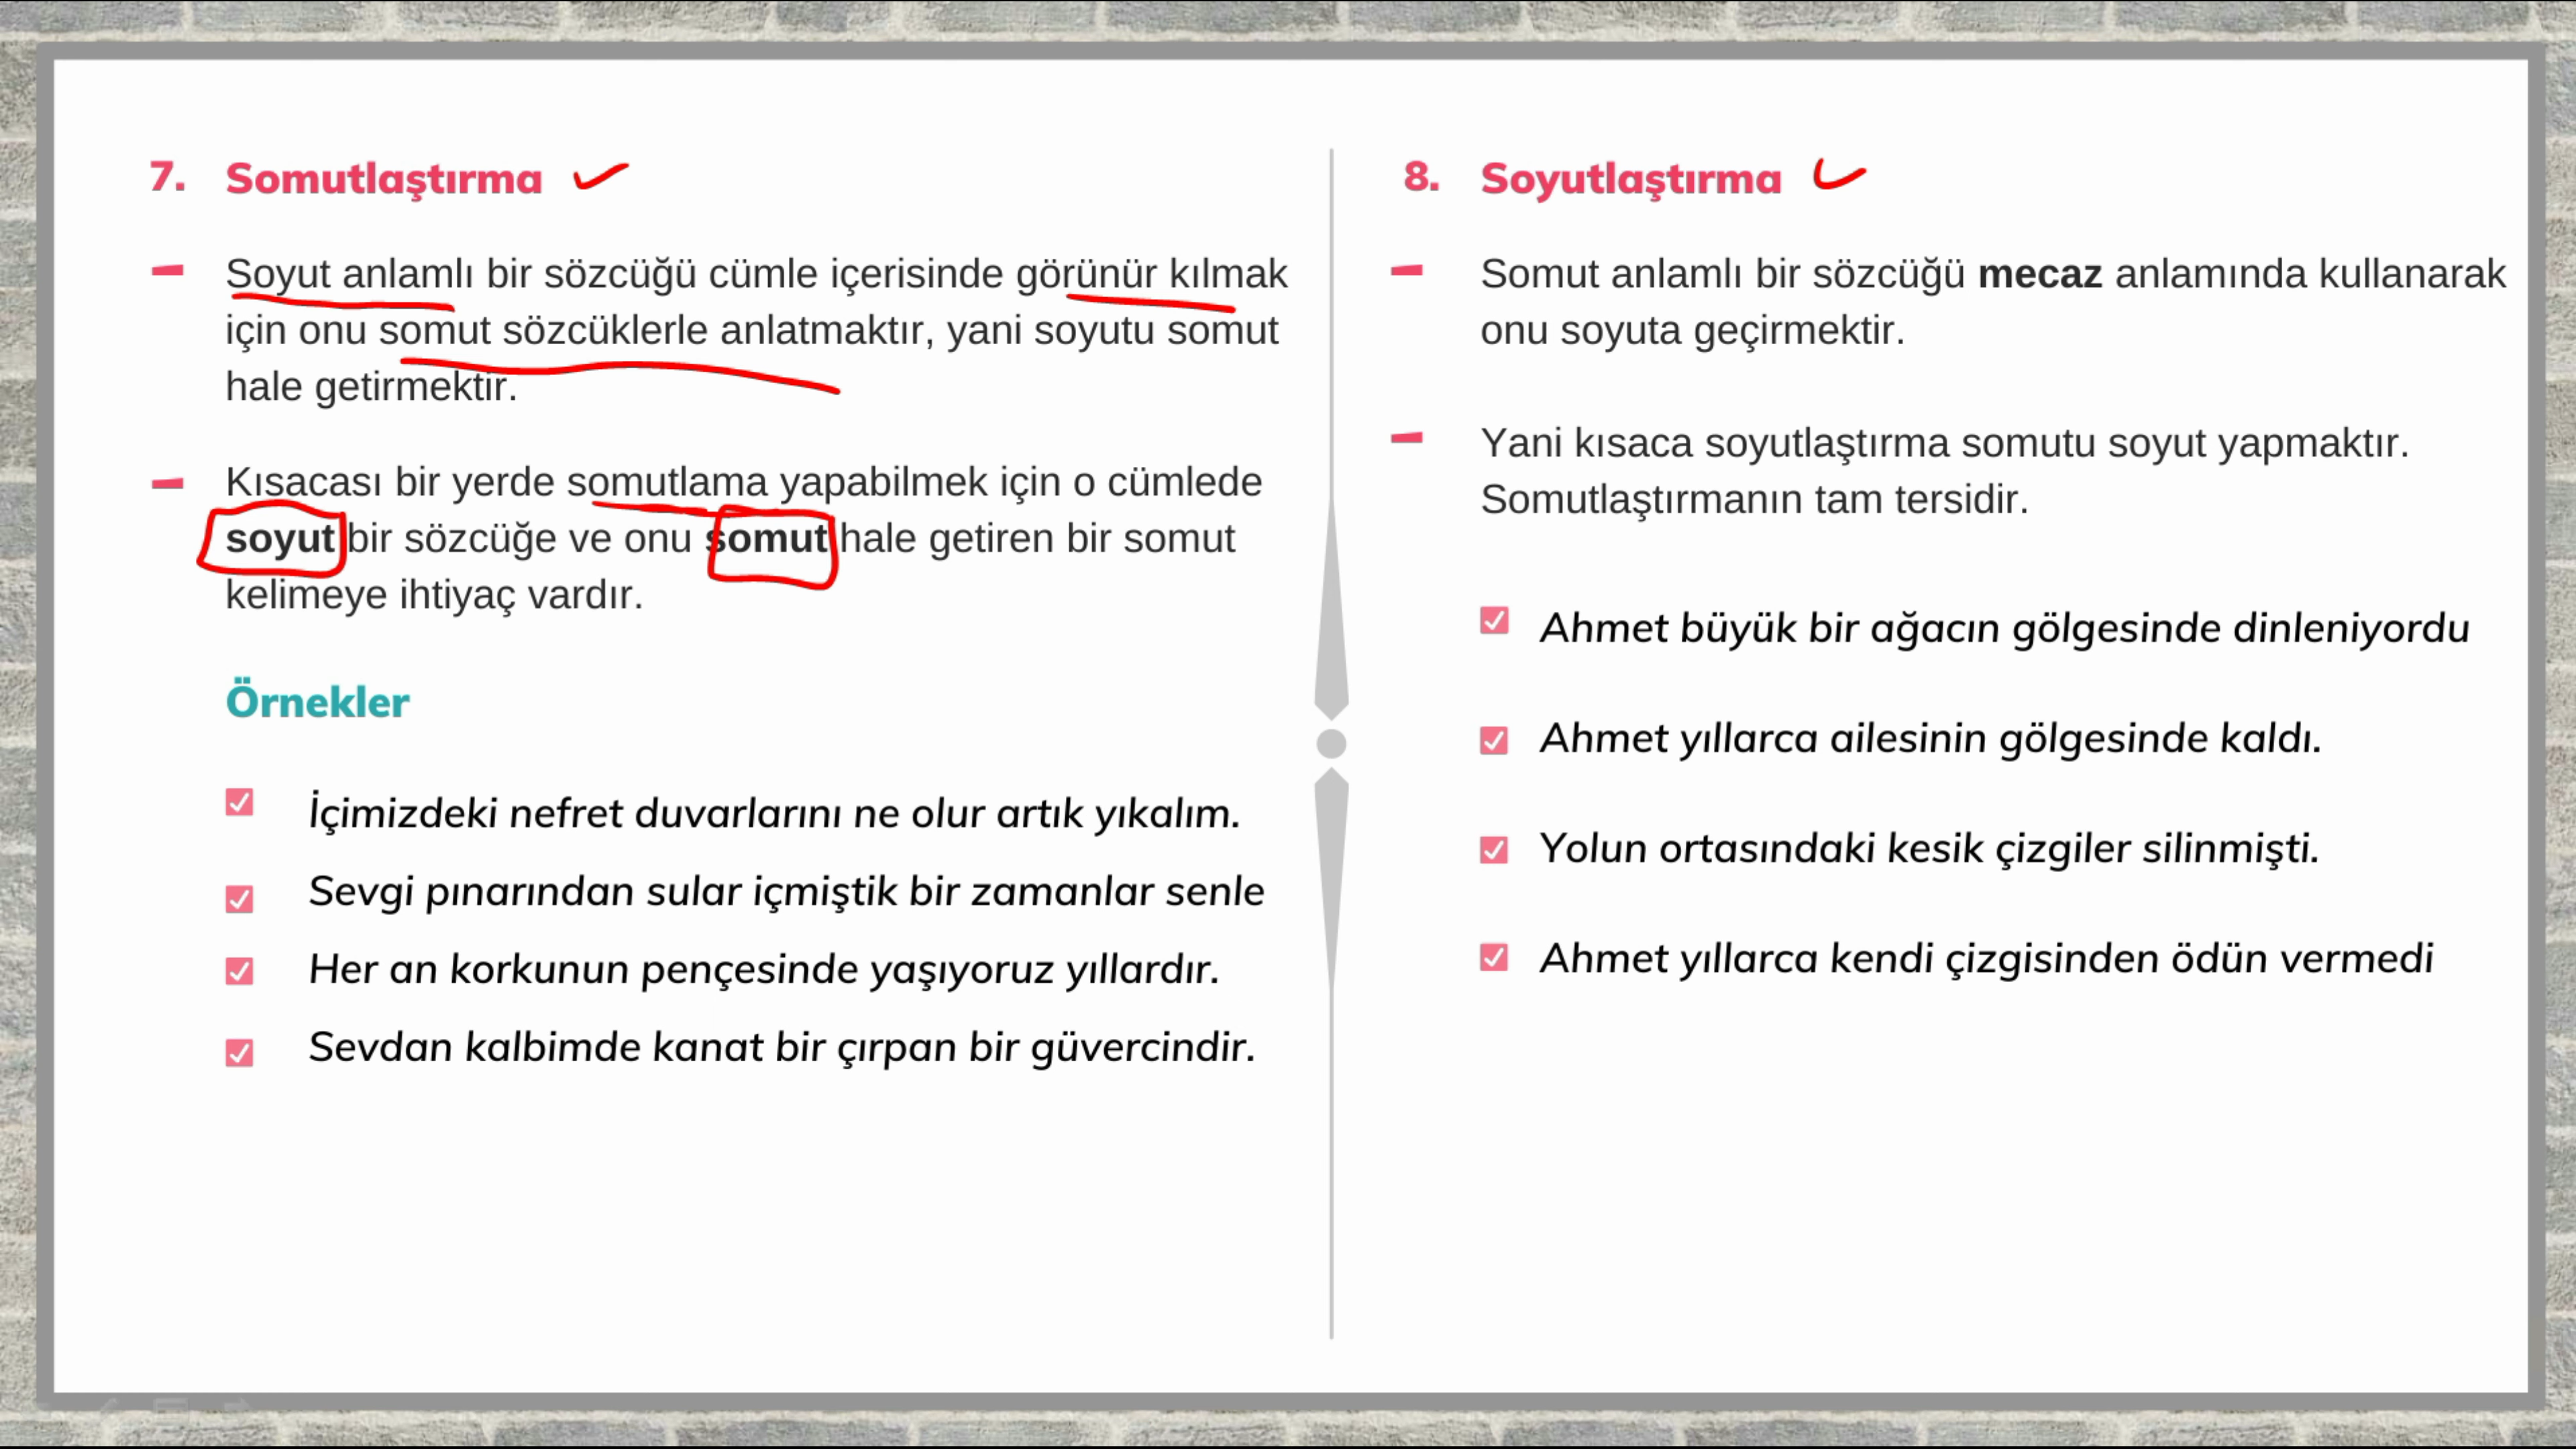 7. Somutlaştırma
Soyut anlamlı bir sözcüğü cümle içerisinde görünür kılmak
için onu somut sözcüklerle anlatmaktır, yani soyutu somut
hale getirmektir.
Kısacası bir yerde somutlama yapabilmek için o cümlede
soyut bir sözcüğe ve onu somut hale getiren bir somut
kelimeye ihtiyaç vardır.
Örnekler
İçimizdeki nefret duvarlarını ne olur artık yıkalım.
Sevgi pınarından sular içmiştik bir zamanlar senle
Her an korkunun pençesinde yaşıyoruz yıllardır.
Sevdan kalbimde kanat bir çırpan bir güvercindir.
8. Soyutlaştırma
Somut anlamlı bir sözcüğü mecaz anlamında kullanarak
onu soyuta geçirmektir.
Yani kısaca soyutlaştırma somutu soyut yapmaktır.
Somutlaştırmanın tam tersidir.
Ahmet büyük bir ağacın gölgesinde dinleniyordu
Ahmet yıllarca ailesinin gölgesinde kaldı.
Yolun ortasındaki kesik çizgiler silinmişti.
Ahmet yıllarca kendi çizgisinden ödün vermedi